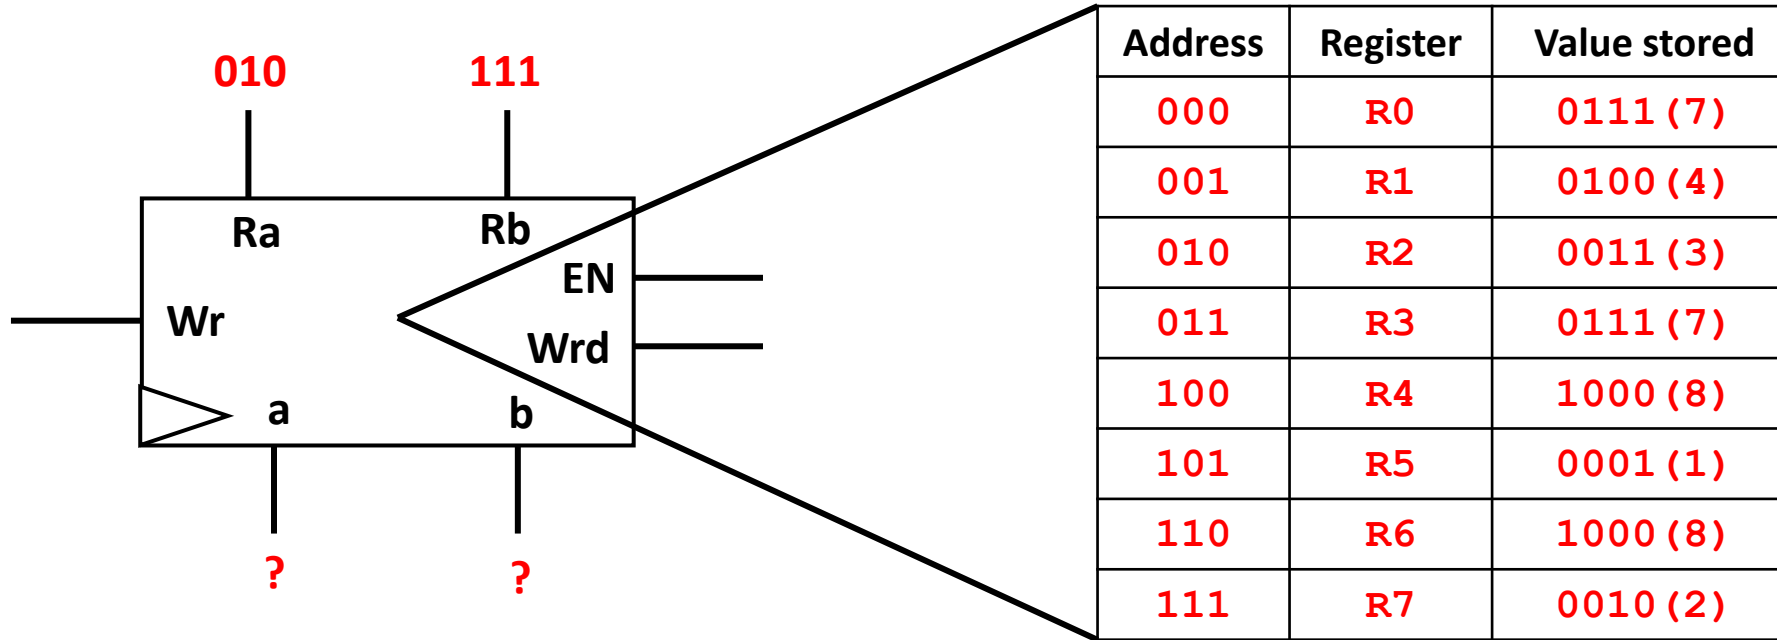 010 111
Ra Rb
EN
Wr
Wrd
a b
? ?
Address Register Value stored
000 R0 0111(7)
001 R1 0100(4)
010 R2 0011(3)
011 R3 0111(7)
100 R4 1000(8)
101 R5 0001(1)
110 R6 1000(8)
111 R7 0010(2)